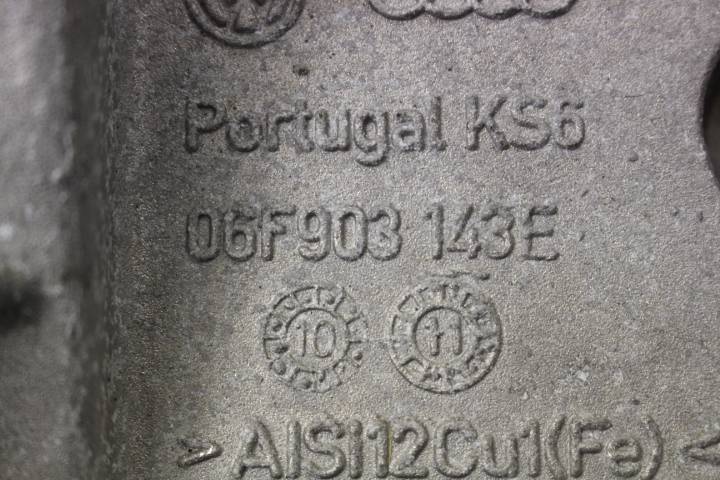 Portugal KS6
06F903 143E
10 11
>AlSi12Cu1(Fe)<